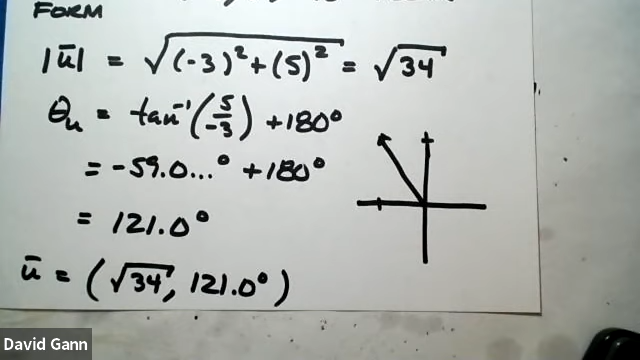 FORM
|ū| = √((-3)² + (5)²) = √34
θᵤ = tan⁻¹(5/-3) + 180°
= -59.0...° + 180°
= 121.0°
ū = (√34, 121.0°)
David Gann